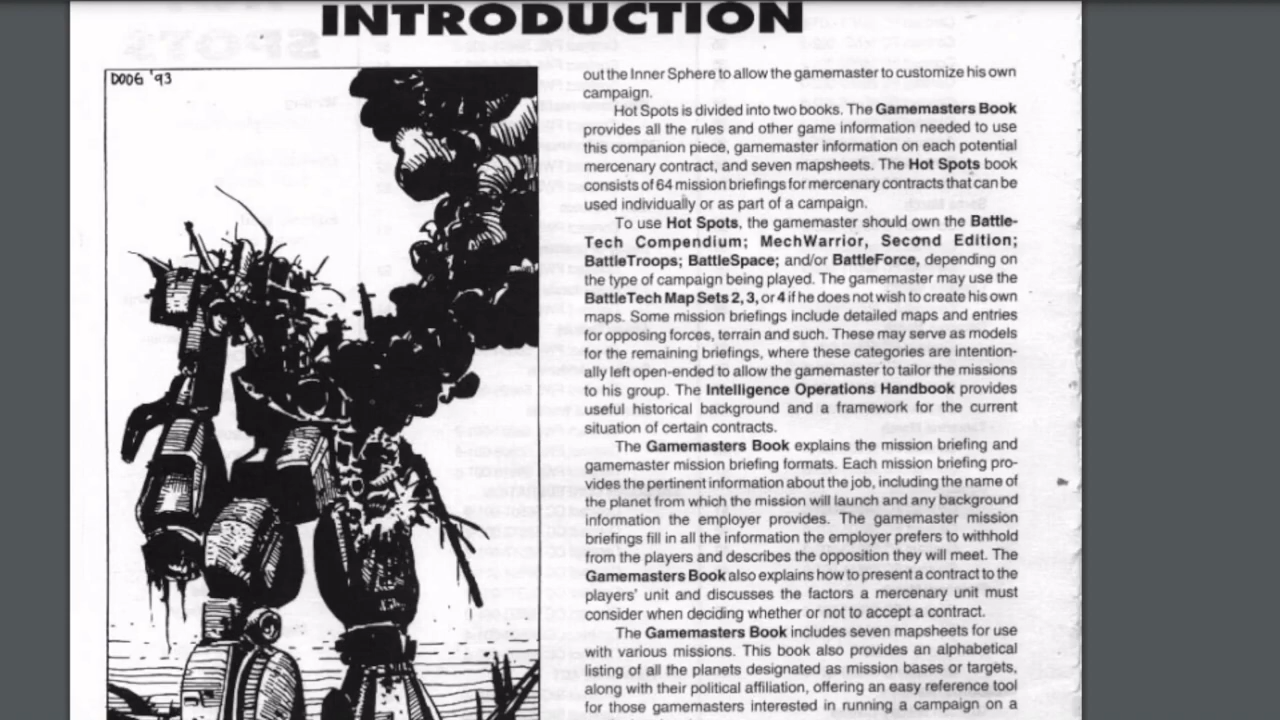 INTRODUCTION
DOOG '93
out the Inner Sphere to allow the gamemaster to customize his own
campaign.
Hot Spots is divided into two books. The Gamemasters Book
provides all the rules and other game information needed to use
this companion piece, gamemaster information on each potential
mercenary contract, and seven mapsheets. The Hot Spots book
consists of 64 mission briefings for mercenary contracts that can be
used individually or as part of a campaign.
To use Hot Spots, the gamemaster should own the Battle-
Tech Compendium; MechWarrior, Second Edition;
BattleTroops; BattleSpace; and/or BattleForce, depending on
the type of campaign being played. The gamemaster may use the
BattleTech Map Sets 2, 3, or 4 if he does not wish to create his own
maps. Some mission briefings include detailed maps and entries
for opposing forces, terrain and such. These may serve as models
for the remaining briefings, where these categories are intention-
ally left open-ended to allow the gamemaster to tailor the missions
to his group. The Intelligence Operations Handbook provides
useful historical background and a framework for the current
situation of certain contracts.
The Gamemasters Book explains the mission briefing and
gamemaster mission briefing formats. Each mission briefing pro-
vides the pertinent information about the job, including the name of
the planet from which the mission will launch and any background
information the employer provides. The gamemaster mission
briefings fill in all the information the employer prefers to withhold
from the players and describes the opposition they will meet. The
Gamemasters Book also explains how to present a contract to the
players' unit and discusses the factors a mercenary unit must
consider when deciding whether or not to accept a contract.
The Gamemasters Book includes seven mapsheets for use
with various missions. This book also provides an alphabetical
listing of all the planets designated as mission bases or targets,
along with their political affiliation, offering an easy reference tool
for those gamemasters interested in running a campaign on a